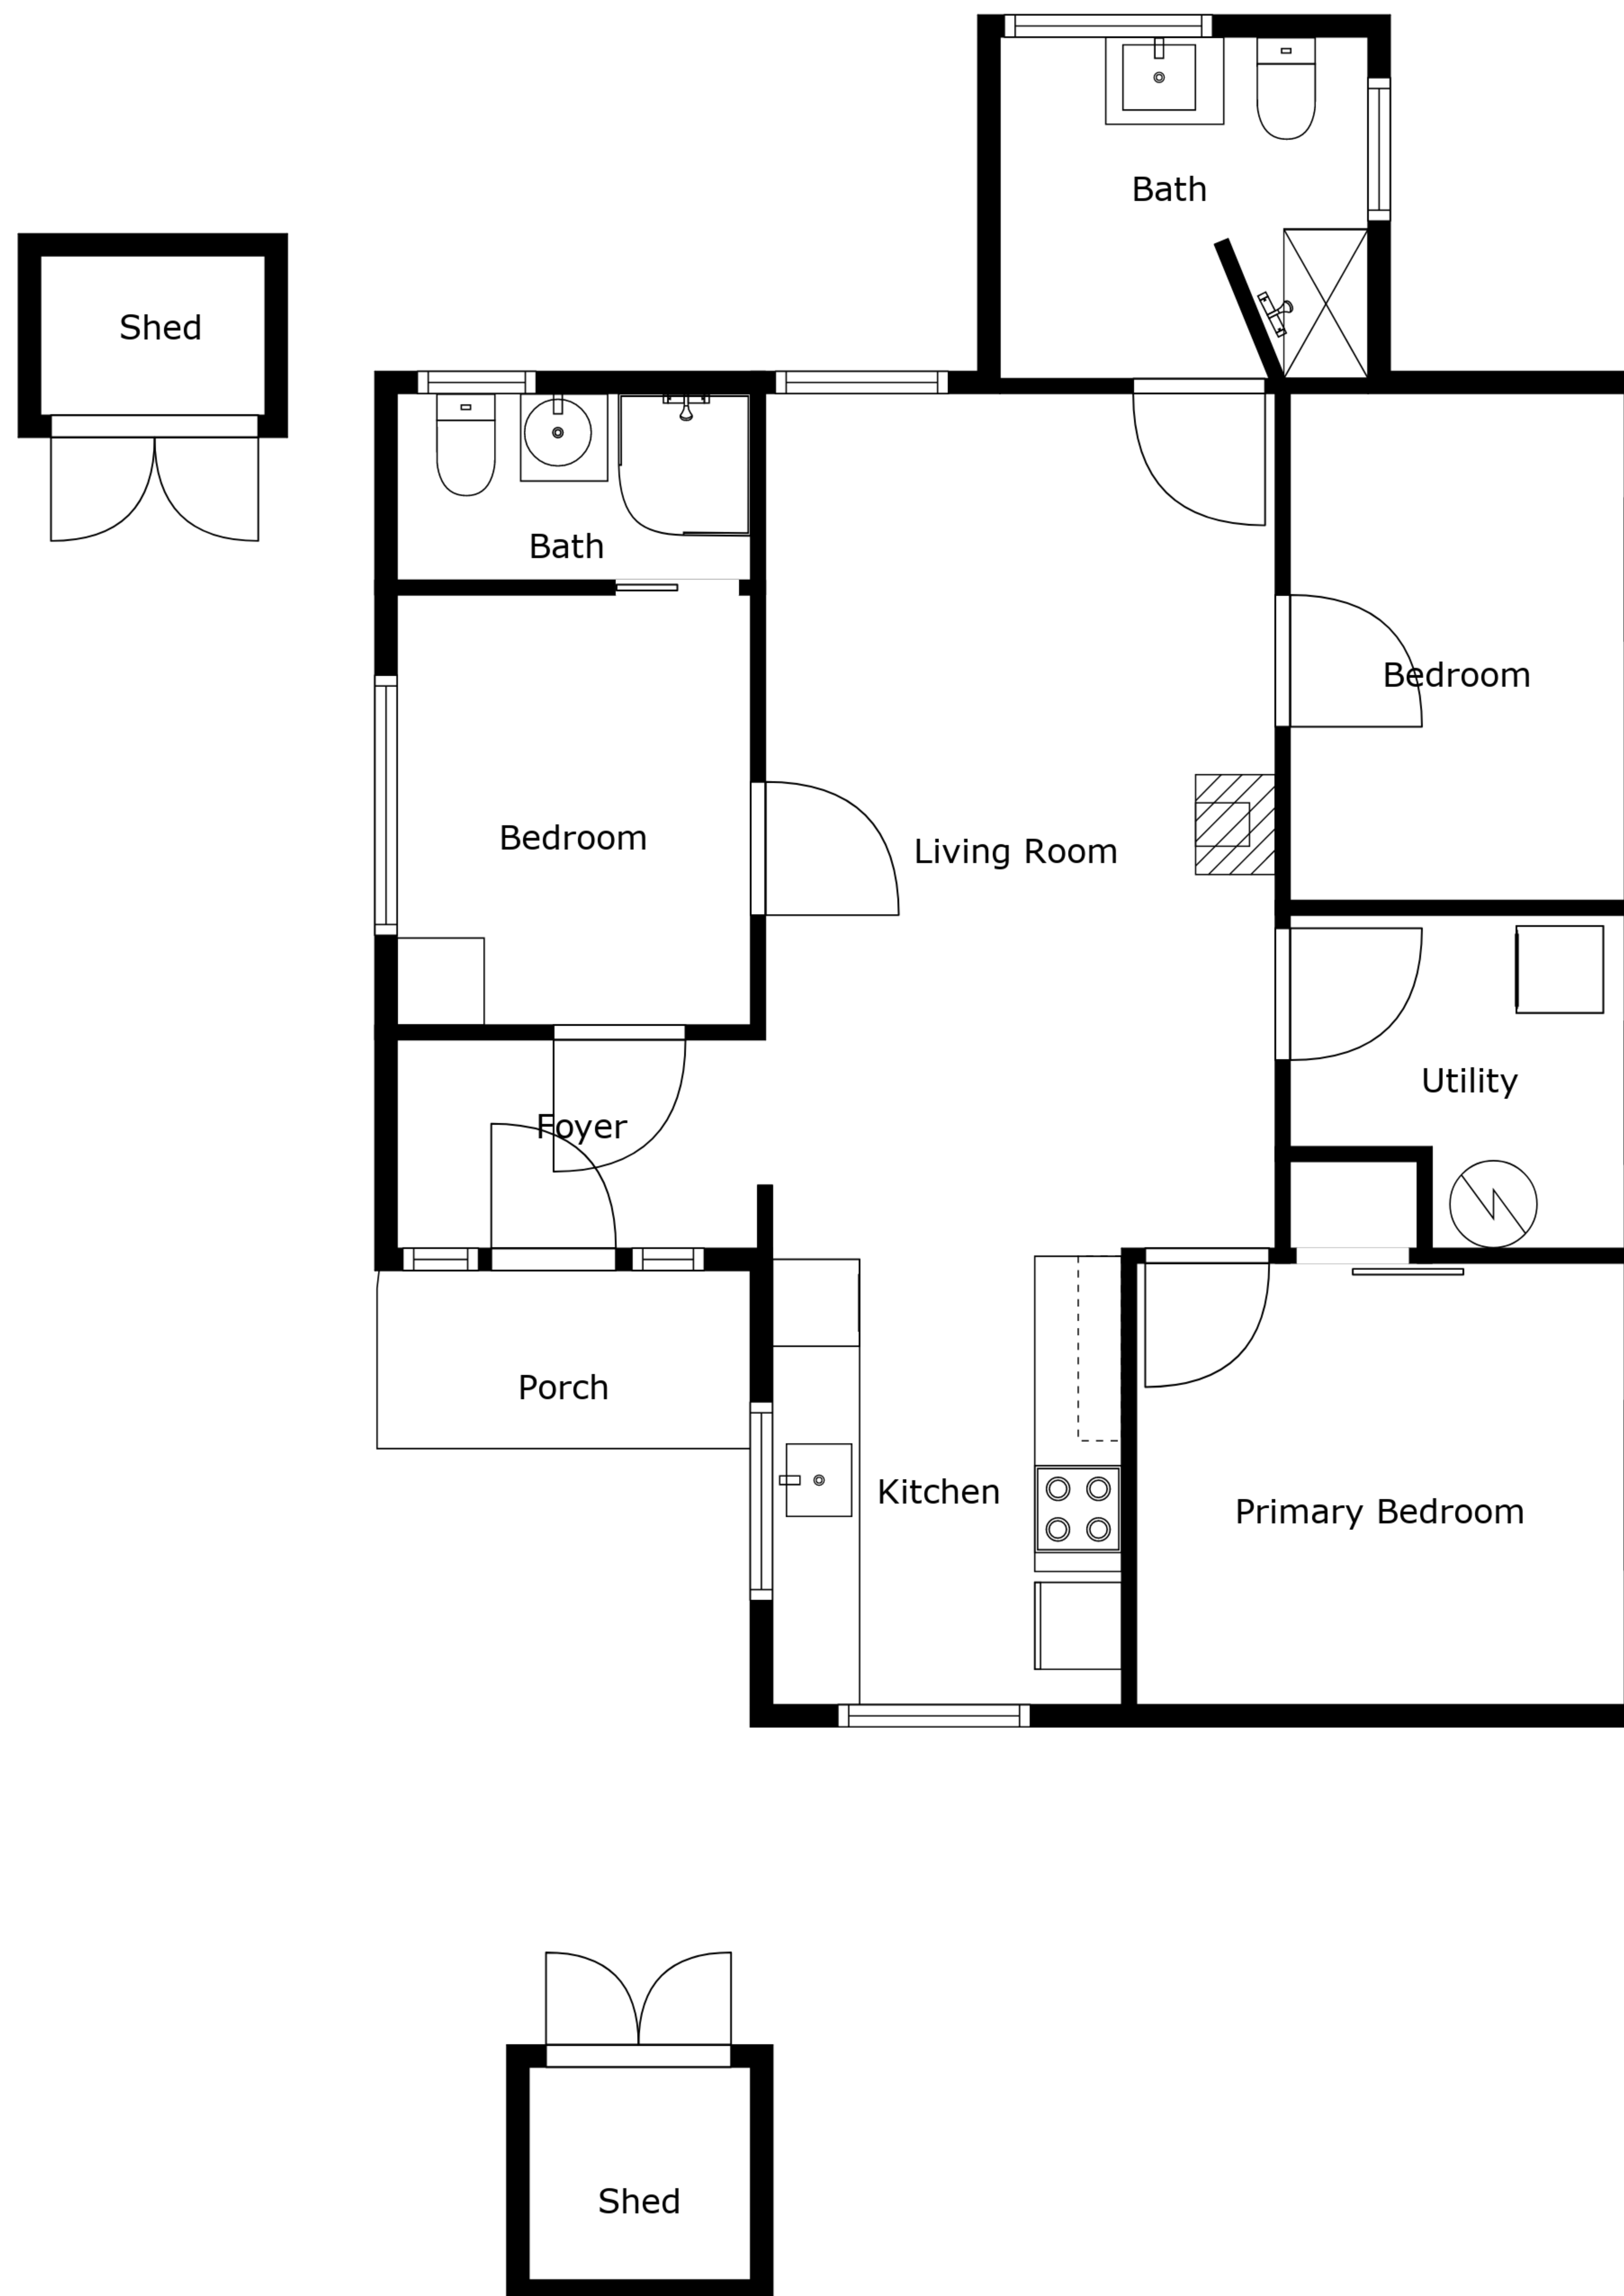 Bath
Shed
Bath
Bedroom
Bedroom
Living Room
Utility
Foyer
Porch
Kitchen
Primary Bedroom
Shed